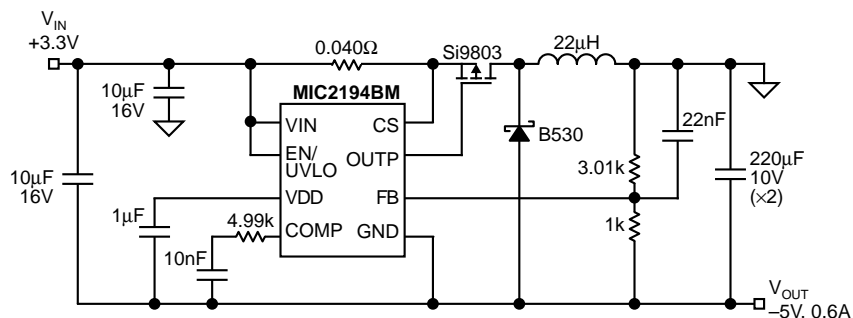 VIN
+3.3V
0.040Ω
Si9803
22µH
10µF
16V
MIC2194BM
VIN
CS
22nF
EN/
UVLO
OUTP
B530
10µF
16V
3.01k
220µF
10V
(×2)
VDD
FB
1µF
4.99k
COMP
GND
1k
10nF
VOUT
–5V, 0.6A